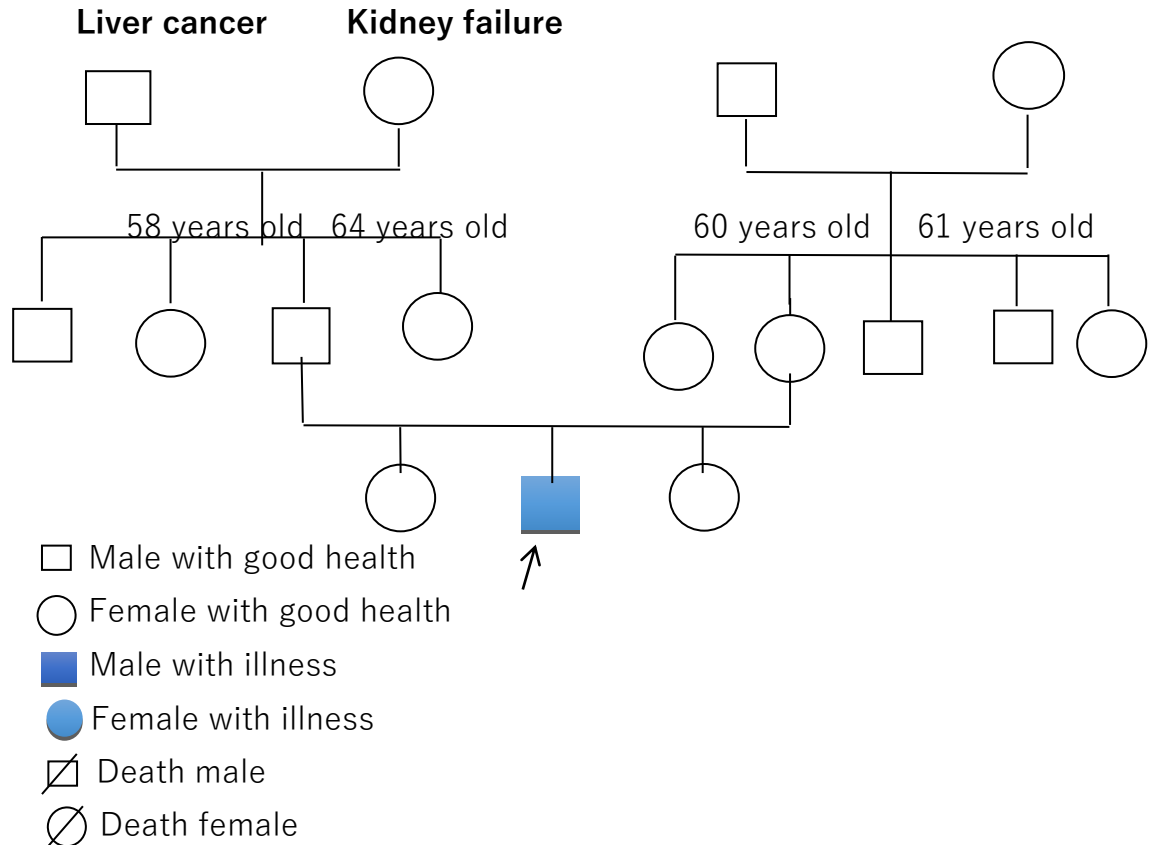 Liver cancer Kidney failure
58 years old 64 years old 60 years old 61 years old
Male with good health
Female with good health
Male with illness
Female with illness
Death male
Death female